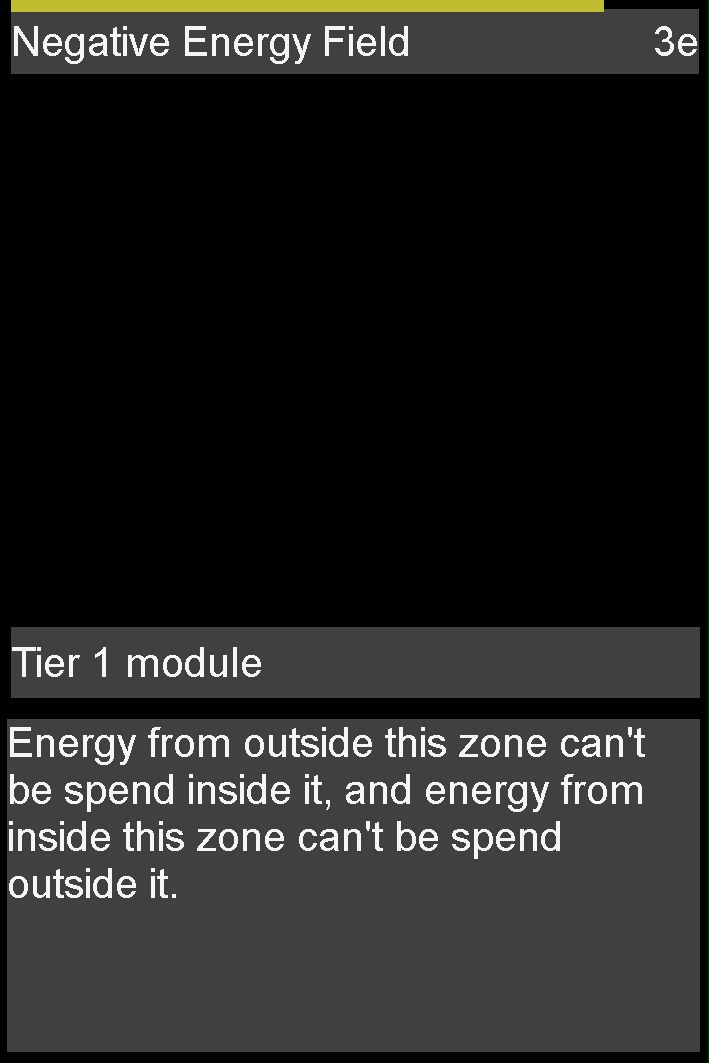 Negative Energy Field 3e
Tier 1 module
Energy from outside this zone can't
be spend inside it, and energy from
inside this zone can't be spend
outside it.